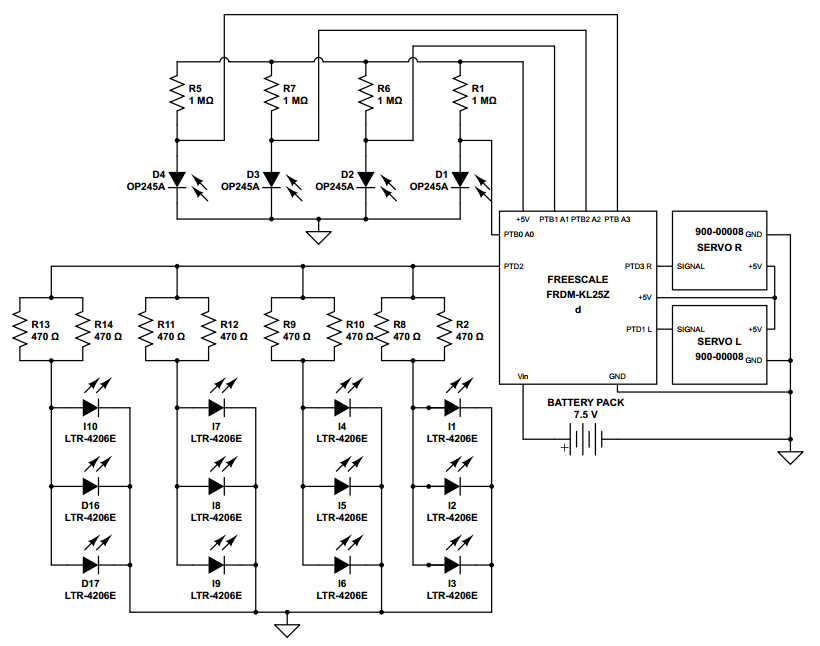 R5
1 MΩ
R7
1 MΩ
R6
1 MΩ
R1
1 MΩ
D4
OP245A
D3
OP245A
D2
OP245A
D1
OP245A
+5V
PTB1 A1
PTB2 A2
PTB A3
PTB0 A0
PTD2
FREESCALE
FRDM-KL25Z
d
PTD3 R
+5V
PTD1 L
Vin
GND
900-00008
GND
SERVO R
SIGNAL
+5V
SIGNAL
+5V
SERVO L
900-00008
GND
BATTERY PACK
7.5 V
+
R13
470 Ω
R14
470 Ω
R11
470 Ω
R12
470 Ω
R9
470 Ω
R10
470 Ω
R8
470 Ω
R2
470 Ω
I10
LTR-4206E
I7
LTR-4206E
I4
LTR-4206E
I1
LTR-4206E
D16
LTR-4206E
I8
LTR-4206E
I5
LTR-4206E
I2
LTR-4206E
D17
LTR-4206E
I9
LTR-4206E
I6
LTR-4206E
I3
LTR-4206E